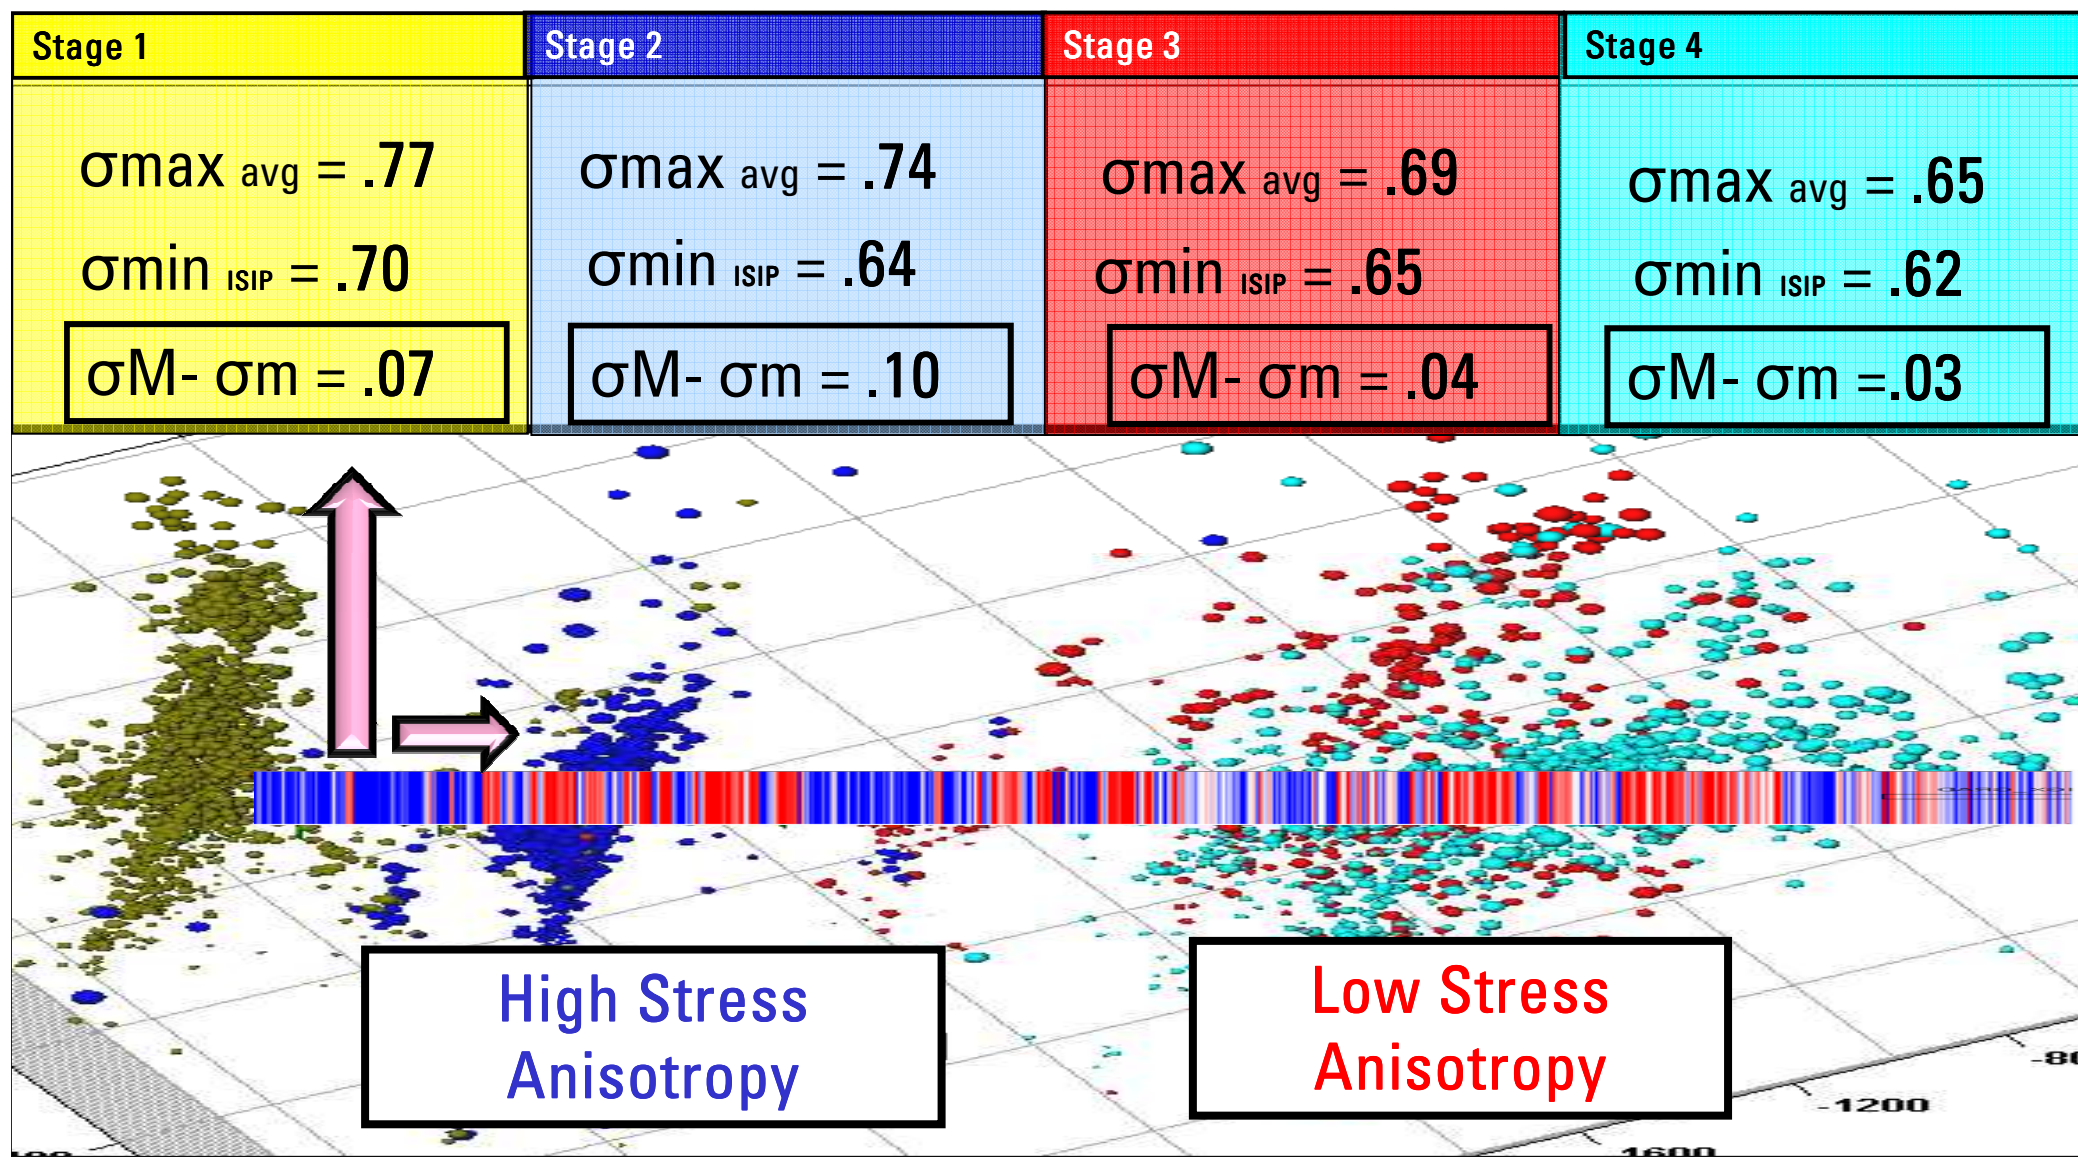 Stage 1
σmax avg = .77
σmin ISIP = .70
σM- σm = .07
Stage 2
σmax avg = .74
σmin ISIP = .64
σM- σm = .10
Stage 3
σmax avg = .69
σmin ISIP = .65
σM- σm = .04
Stage 4
σmax avg = .65
σmin ISIP = .62
σM- σm =.03
High Stress
Anisotropy
Low Stress
Anisotropy
-1200